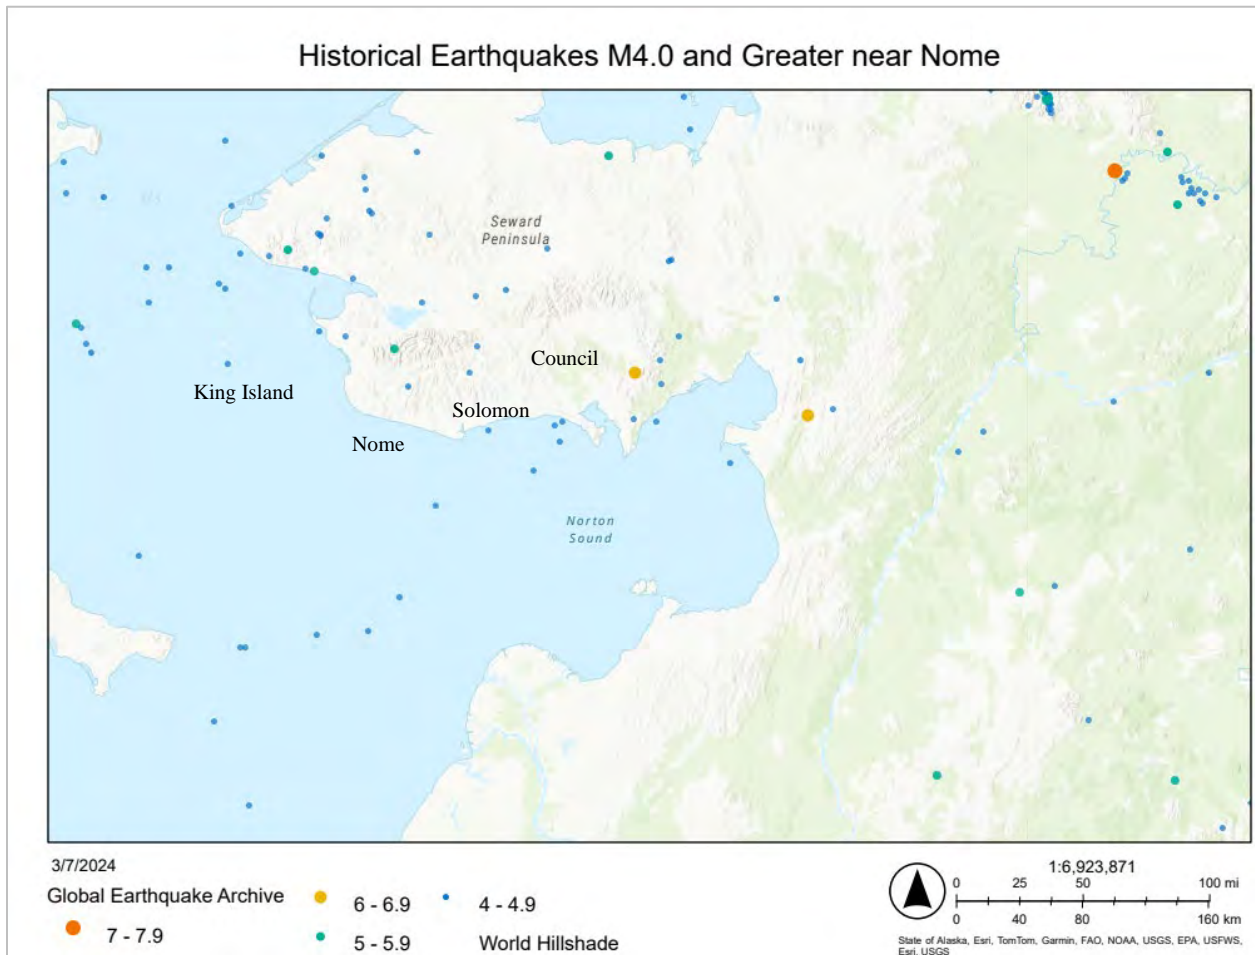 Historical Earthquakes M4.0 and Greater near Nome
Seward
Peninsula
Council
King Island
Solomon
Nome
Norton
Sound
3/7/2024
Global Earthquake Archive
7 - 7.9
6 - 6.9
5 - 5.9
4 - 4.9
World Hillshade
1:6,923,871
0 25 50 100 mi
0 40 80 160 km
State of Alaska, Esri, TomTom, Garmin, FAO, NOAA, USGS, EPA, USFWS,
Esri, USGS